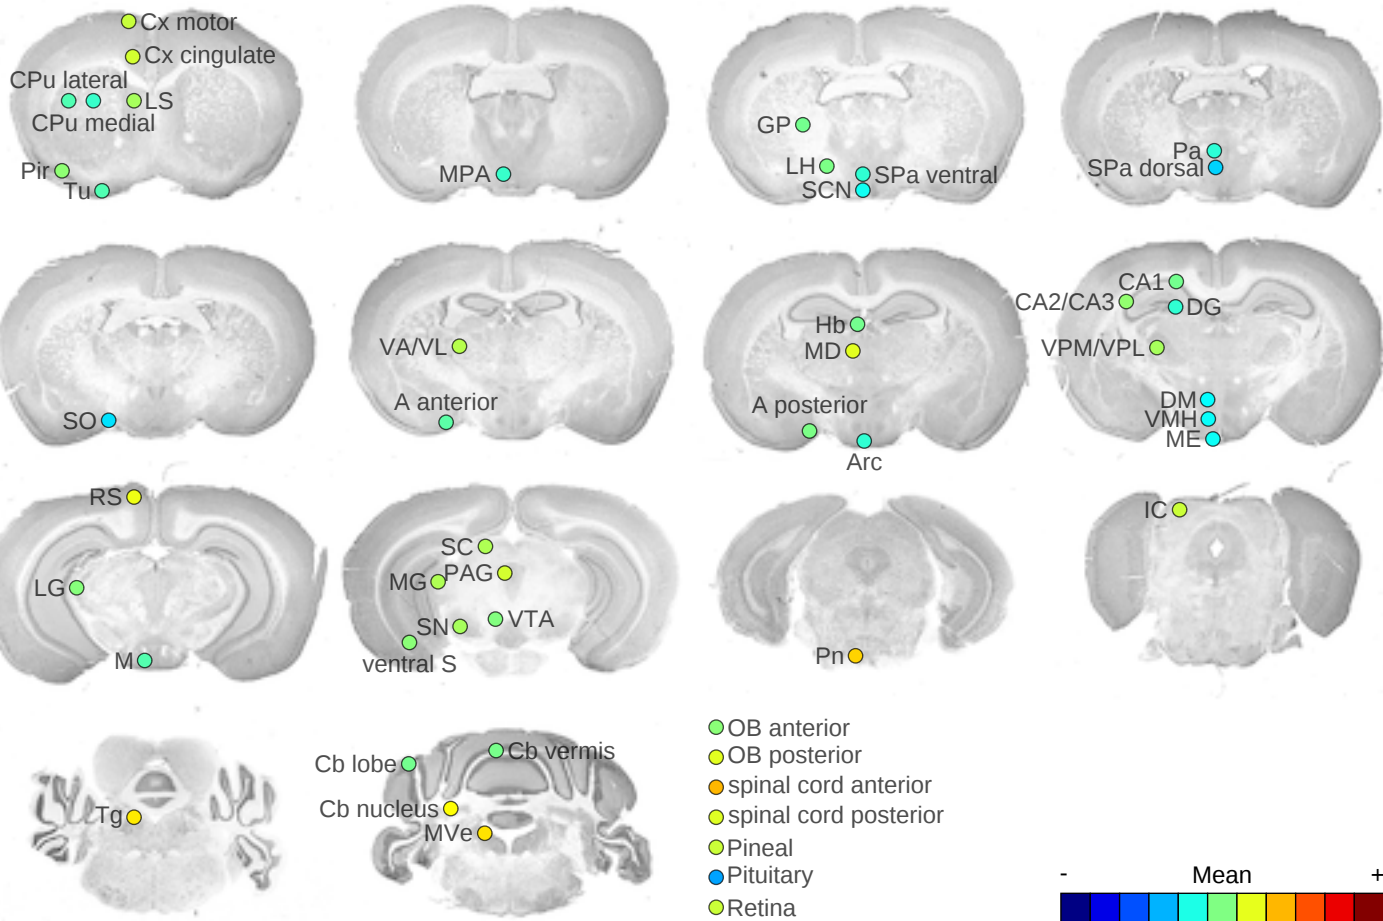 Cx motor
Cx cingulate
CPu lateral
LS
CPu medial
Pir
Tu
MPA
GP
LH
SPa ventral
SCN
Pa
SPa dorsal
SO
VA/VL
A anterior
Hb
MD
A posterior
Arc
CA1
CA2/CA3
DG
VPM/VPL
DM
VMH
ME
RS
LG
M
SC
MG
PAG
SN
VTA
ventral S
Pn
IC
Tg
Cb lobe
Cb vermis
Cb nucleus
MVe
OB anterior
OB posterior
spinal cord anterior
spinal cord posterior
Pineal
Pituitary
Retina
- Mean +